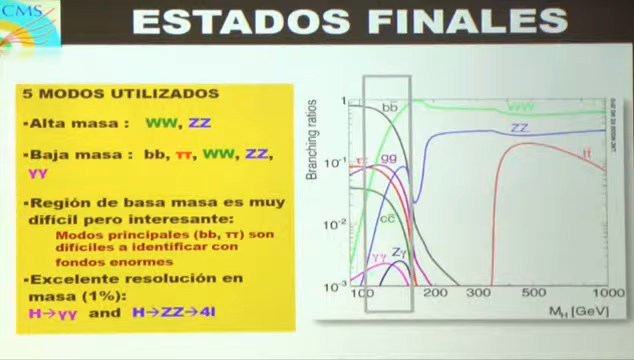 CMS
ESTADOS FINALES
5 MODOS UTILIZADOS
▪Alta masa : WW, ZZ
▪Baja masa : bb, ττ, WW, ZZ,
γγ
▪Región de basa masa es muy
difícil pero interesante:
Modos principales (bb, ττ) son
difíciles a identificar con
fondos enormes
▪Excelente resolución en
masa (1%):
H→γγ and H→ZZ→4l
Branching ratios
1
10⁻¹
10⁻²
10⁻³
bb̄
WW
ZZ
gg
tt̄
cc̄
γγ
Zγ
100
200
300
500
1000
M_H [GeV]